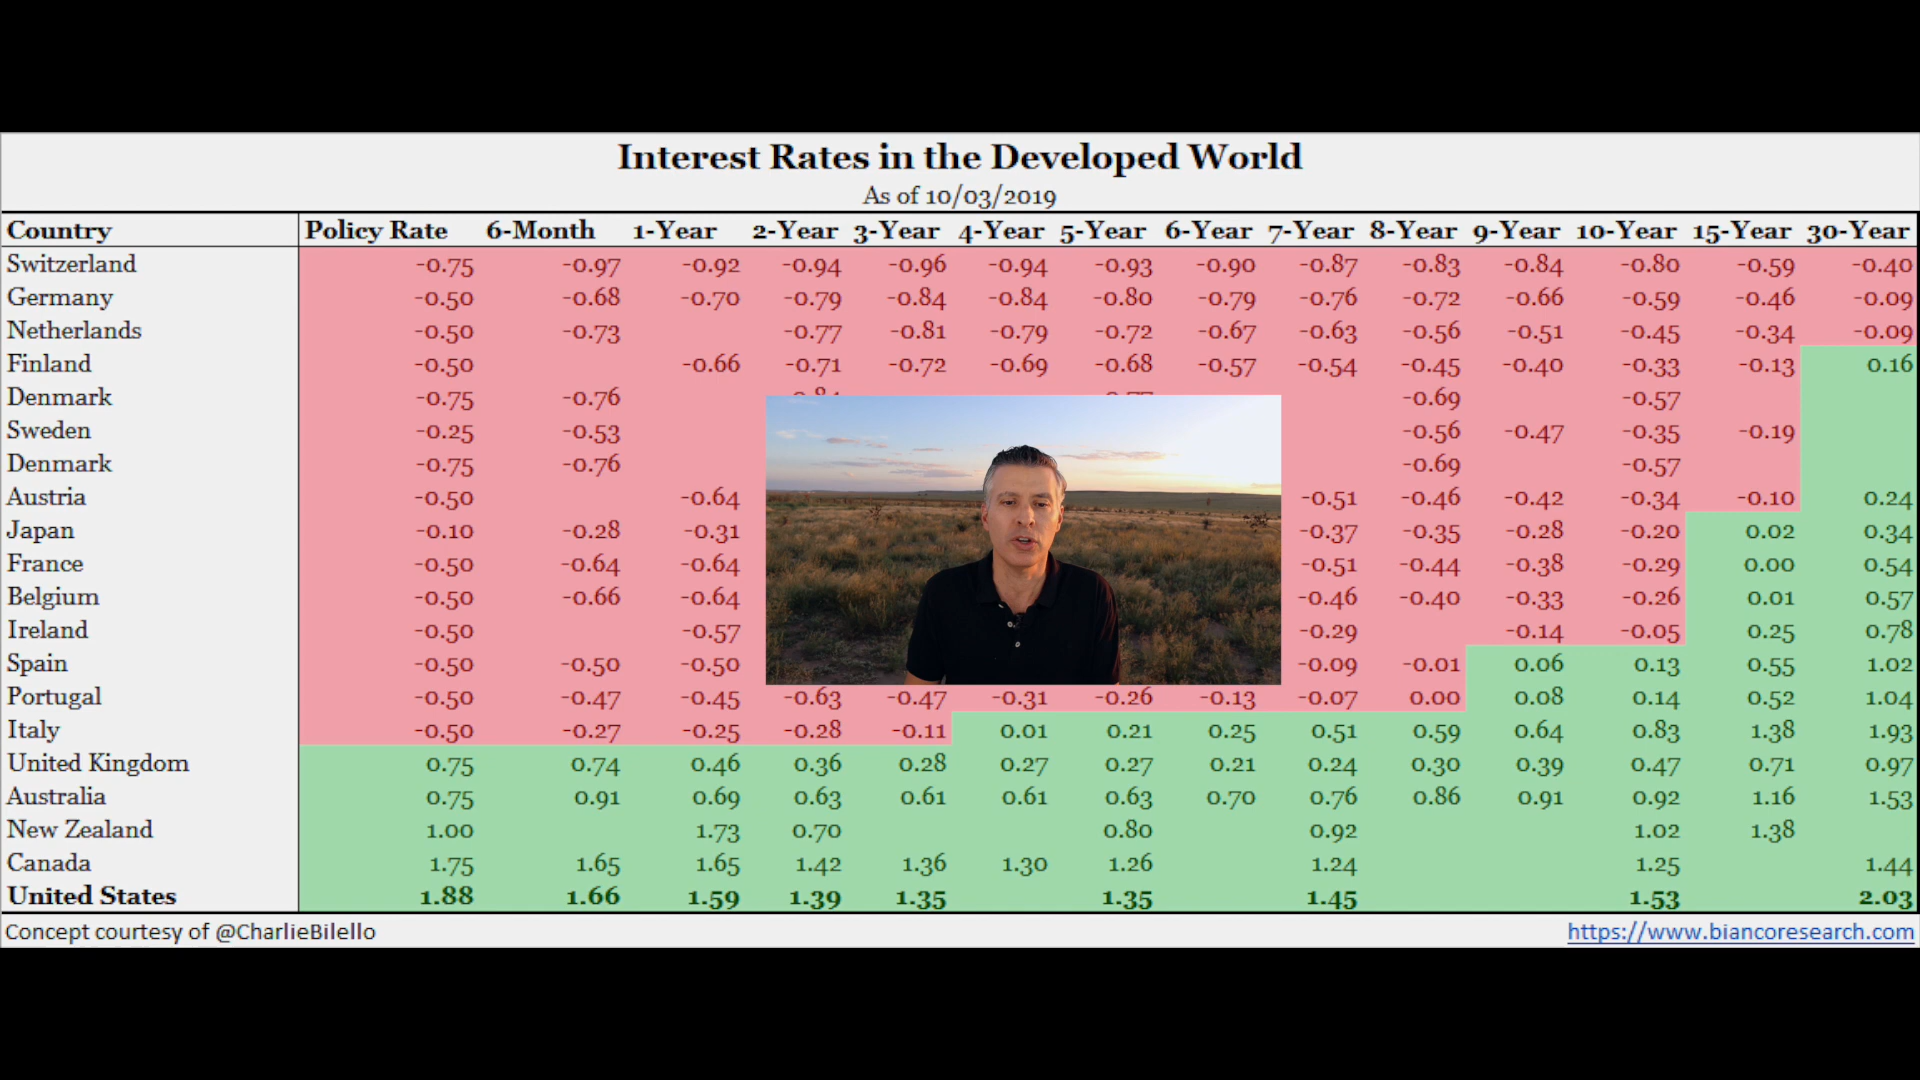 Interest Rates in the Developed World
As of 10/03/2019
Country Policy Rate 6-Month 1-Year 2-Year 3-Year 4-Year 5-Year 6-Year 7-Year 8-Year 9-Year 10-Year 15-Year 30-Year
Switzerland -0.75 -0.97 -0.92 -0.94 -0.96 -0.94 -0.93 -0.90 -0.87 -0.83 -0.84 -0.80 -0.59 -0.40
Germany -0.50 -0.68 -0.70 -0.79 -0.84 -0.84 -0.80 -0.79 -0.76 -0.72 -0.66 -0.59 -0.46 -0.09
Netherlands -0.50 -0.73 -0.77 -0.81 -0.79 -0.72 -0.67 -0.63 -0.56 -0.51 -0.45 -0.34 -0.09
Finland -0.50 -0.66 -0.71 -0.72 -0.69 -0.68 -0.57 -0.54 -0.45 -0.40 -0.33 -0.13 0.16
Denmark -0.75 -0.76 -0.69 -0.57
Sweden -0.25 -0.53 -0.56 -0.47 -0.35 -0.19
Denmark -0.75 -0.76 -0.69 -0.57
Austria -0.50 -0.64 -0.51 -0.46 -0.42 -0.34 -0.10 0.24
Japan -0.10 -0.28 -0.31 -0.37 -0.35 -0.28 -0.20 0.02 0.34
France -0.50 -0.64 -0.64 -0.51 -0.44 -0.38 -0.29 0.00 0.54
Belgium -0.50 -0.66 -0.64 -0.46 -0.40 -0.33 -0.26 0.01 0.57
Ireland -0.50 -0.57 -0.29 -0.14 -0.05 0.25 0.78
Spain -0.50 -0.50 -0.50 -0.09 -0.01 0.06 0.13 0.55 1.02
Portugal -0.50 -0.47 -0.45 -0.63 -0.47 -0.31 -0.26 -0.13 -0.07 0.00 0.08 0.14 0.52 1.04
Italy -0.50 -0.27 -0.25 -0.28 -0.11 0.01 0.21 0.25 0.51 0.59 0.64 0.83 1.38 1.93
United Kingdom 0.75 0.74 0.46 0.36 0.28 0.27 0.27 0.21 0.24 0.30 0.39 0.47 0.71 0.97
Australia 0.75 0.91 0.69 0.63 0.61 0.61 0.63 0.70 0.76 0.86 0.91 0.92 1.16 1.53
New Zealand 1.00 1.73 0.70 0.80 0.92 1.02 1.38
Canada 1.75 1.65 1.65 1.42 1.36 1.30 1.26 1.24 1.25 1.44
United States 1.88 1.66 1.59 1.39 1.35 1.35 1.45 1.53 2.03
Concept courtesy of @CharlieBilello https://www.biancoresearch.com